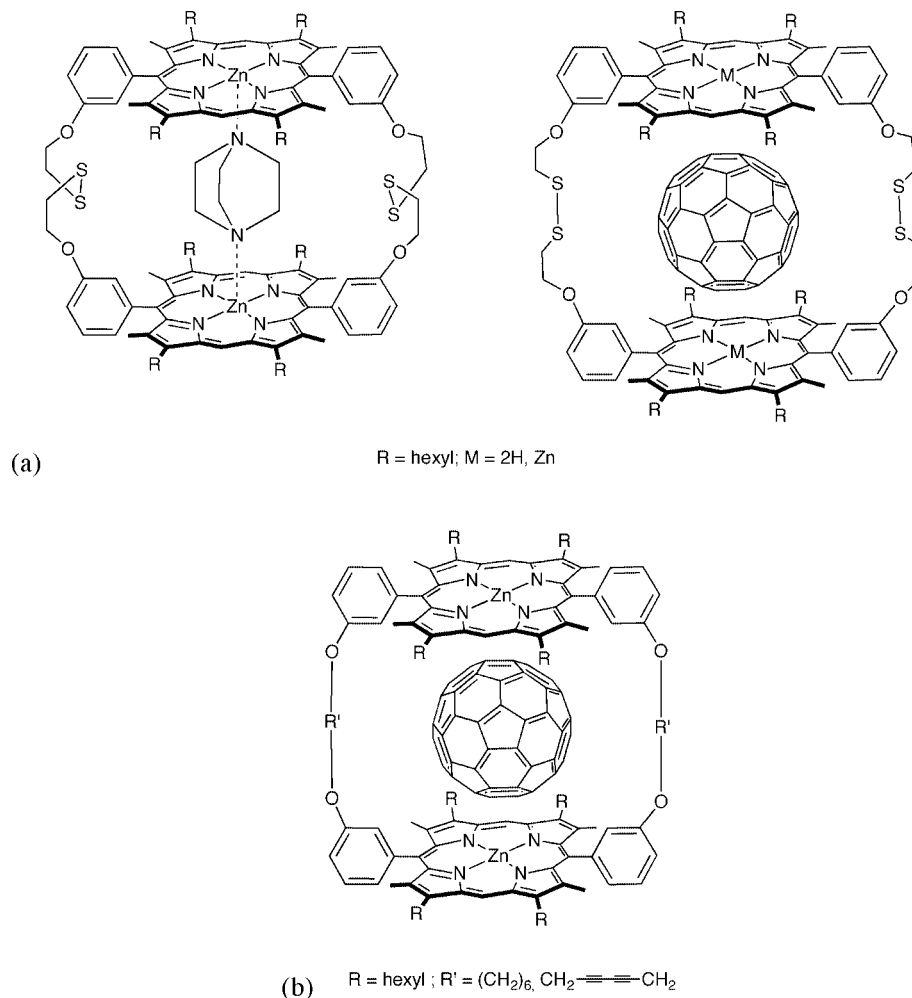 R R R R
N N N N
Zn M
N N N N
O O O O
R R R R
N
S S S S
S S S S
N
O O
R R
O O
R R
N N
Zn
N N
N N
M
R R
N N
R R
(a) R = hexyl; M = 2H, Zn
R R
N N
Zn
N N
R R
O O
R' R'
O O
R R
N N
Zn
N N
R R
(b) R = hexyl ; R' = (CH2)6, CH2 CH2